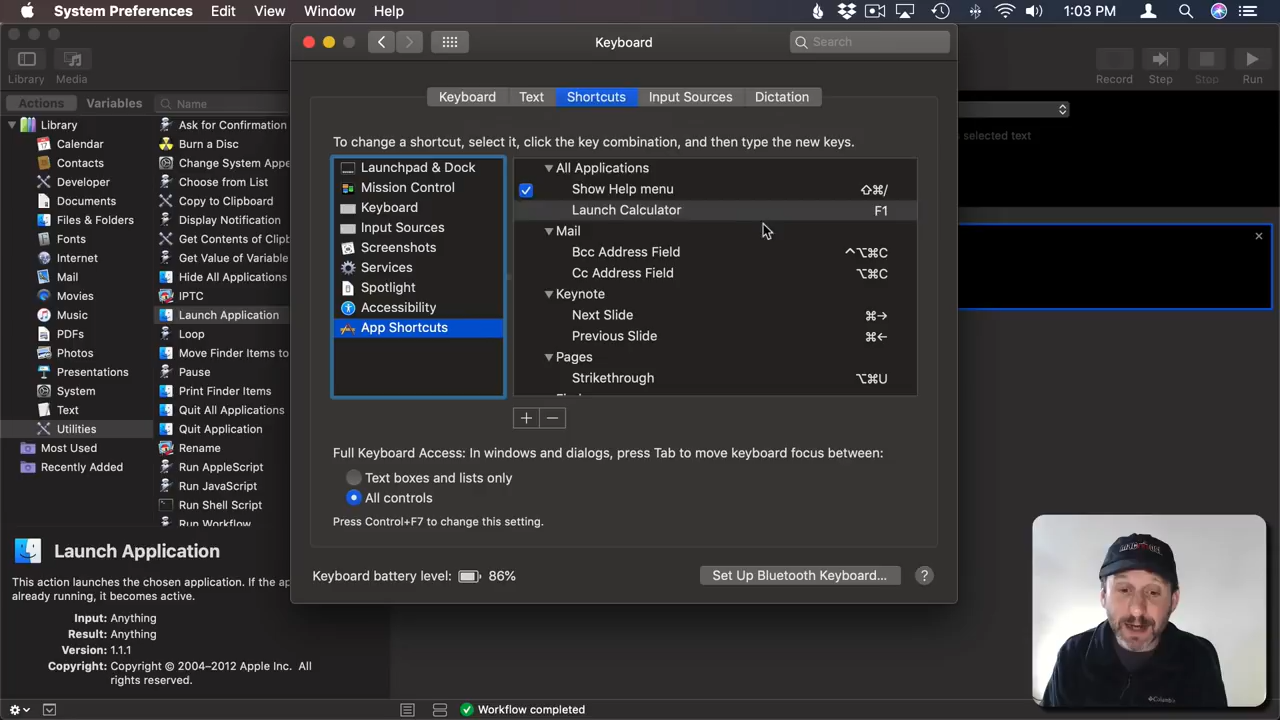 System Preferences Edit View Window Help 1:03 PM
Keyboard
Search
Library Media
Record Step Stop Run
Actions Variables
Name
Keyboard Text Shortcuts Input Sources Dictation
selected text
To change a shortcut, select it, click the key combination, and then type the new keys.
Library
Calendar
Contacts
Developer
Documents
Files & Folders
Fonts
Internet
Mail
Movies
Music
PDFs
Photos
Presentations
System
Text
Utilities
Most Used
Recently Added
Ask for Confirmation
Burn a Disc
Change System Appe
Choose from List
Copy to Clipboard
Display Notification
Get Contents of Clipb
Get Value of Variable
Hide All Applications
IPTC
Launch Application
Loop
Move Finder Items to
Pause
Print Finder Items
Quit All Applications
Quit Application
Rename
Run AppleScript
Run JavaScript
Run Shell Script
Run Workflow
Launchpad & Dock
Mission Control
Keyboard
Input Sources
Screenshots
Services
Spotlight
Accessibility
App Shortcuts
All Applications
Show Help menu ⇧⌘/
Launch Calculator F1
Mail
Bcc Address Field ^⌥⌘C
Cc Address Field ⌥⌘C
Keynote
Next Slide ⌘→
Previous Slide ⌘←
Pages
Strikethrough ⌥⌘U
+ −
Full Keyboard Access: In windows and dialogs, press Tab to move keyboard focus between:
Text boxes and lists only
All controls
Press Control+F7 to change this setting.
Keyboard battery level: 86%
Set Up Bluetooth Keyboard...
?
Launch Application
This action launches the chosen application. If the a
already running, it becomes active.
Input: Anything
Result: Anything
Version: 1.1.1
Copyright: Copyright © 2004–2012 Apple Inc. All
rights reserved.
Workflow completed
Columbia